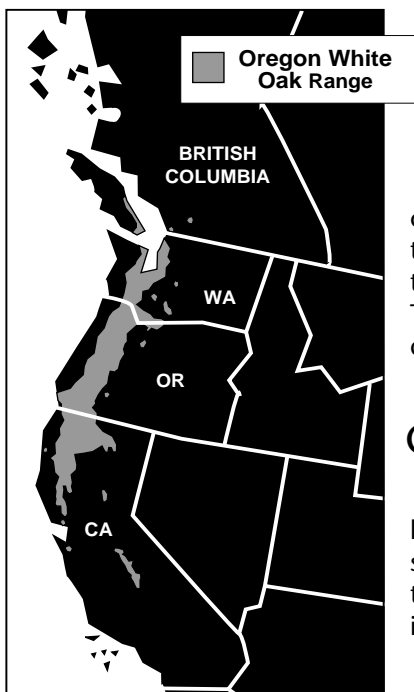 Oregon White
Oak Range
BRITISH
COLUMBIA
WA
OR
CA